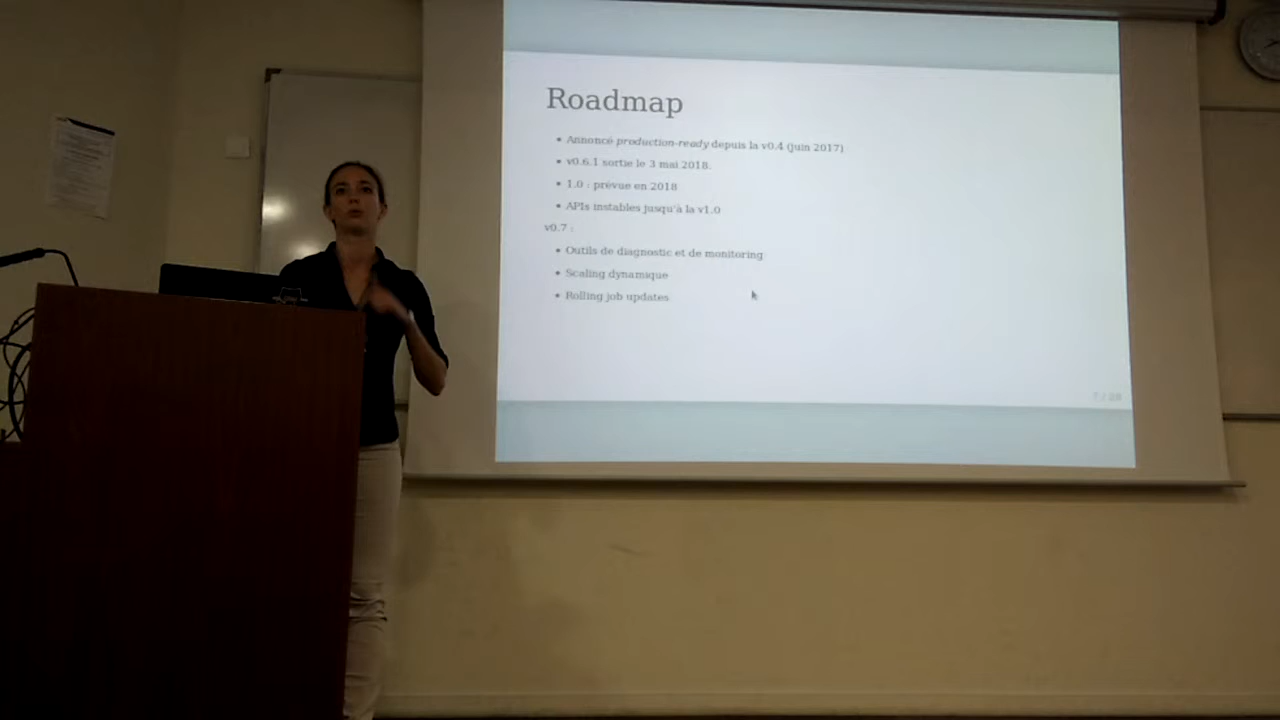 Roadmap
• Annoncé production-ready depuis la v0.4 (juin 2017)
• v0.6.1 sortie le 3 mai 2018.
• 1.0 : prévue en 2018
• APIs instables jusqu'à la v1.0
v0.7 :
• Outils de diagnostic et de monitoring
• Scaling dynamique
• Rolling job updates